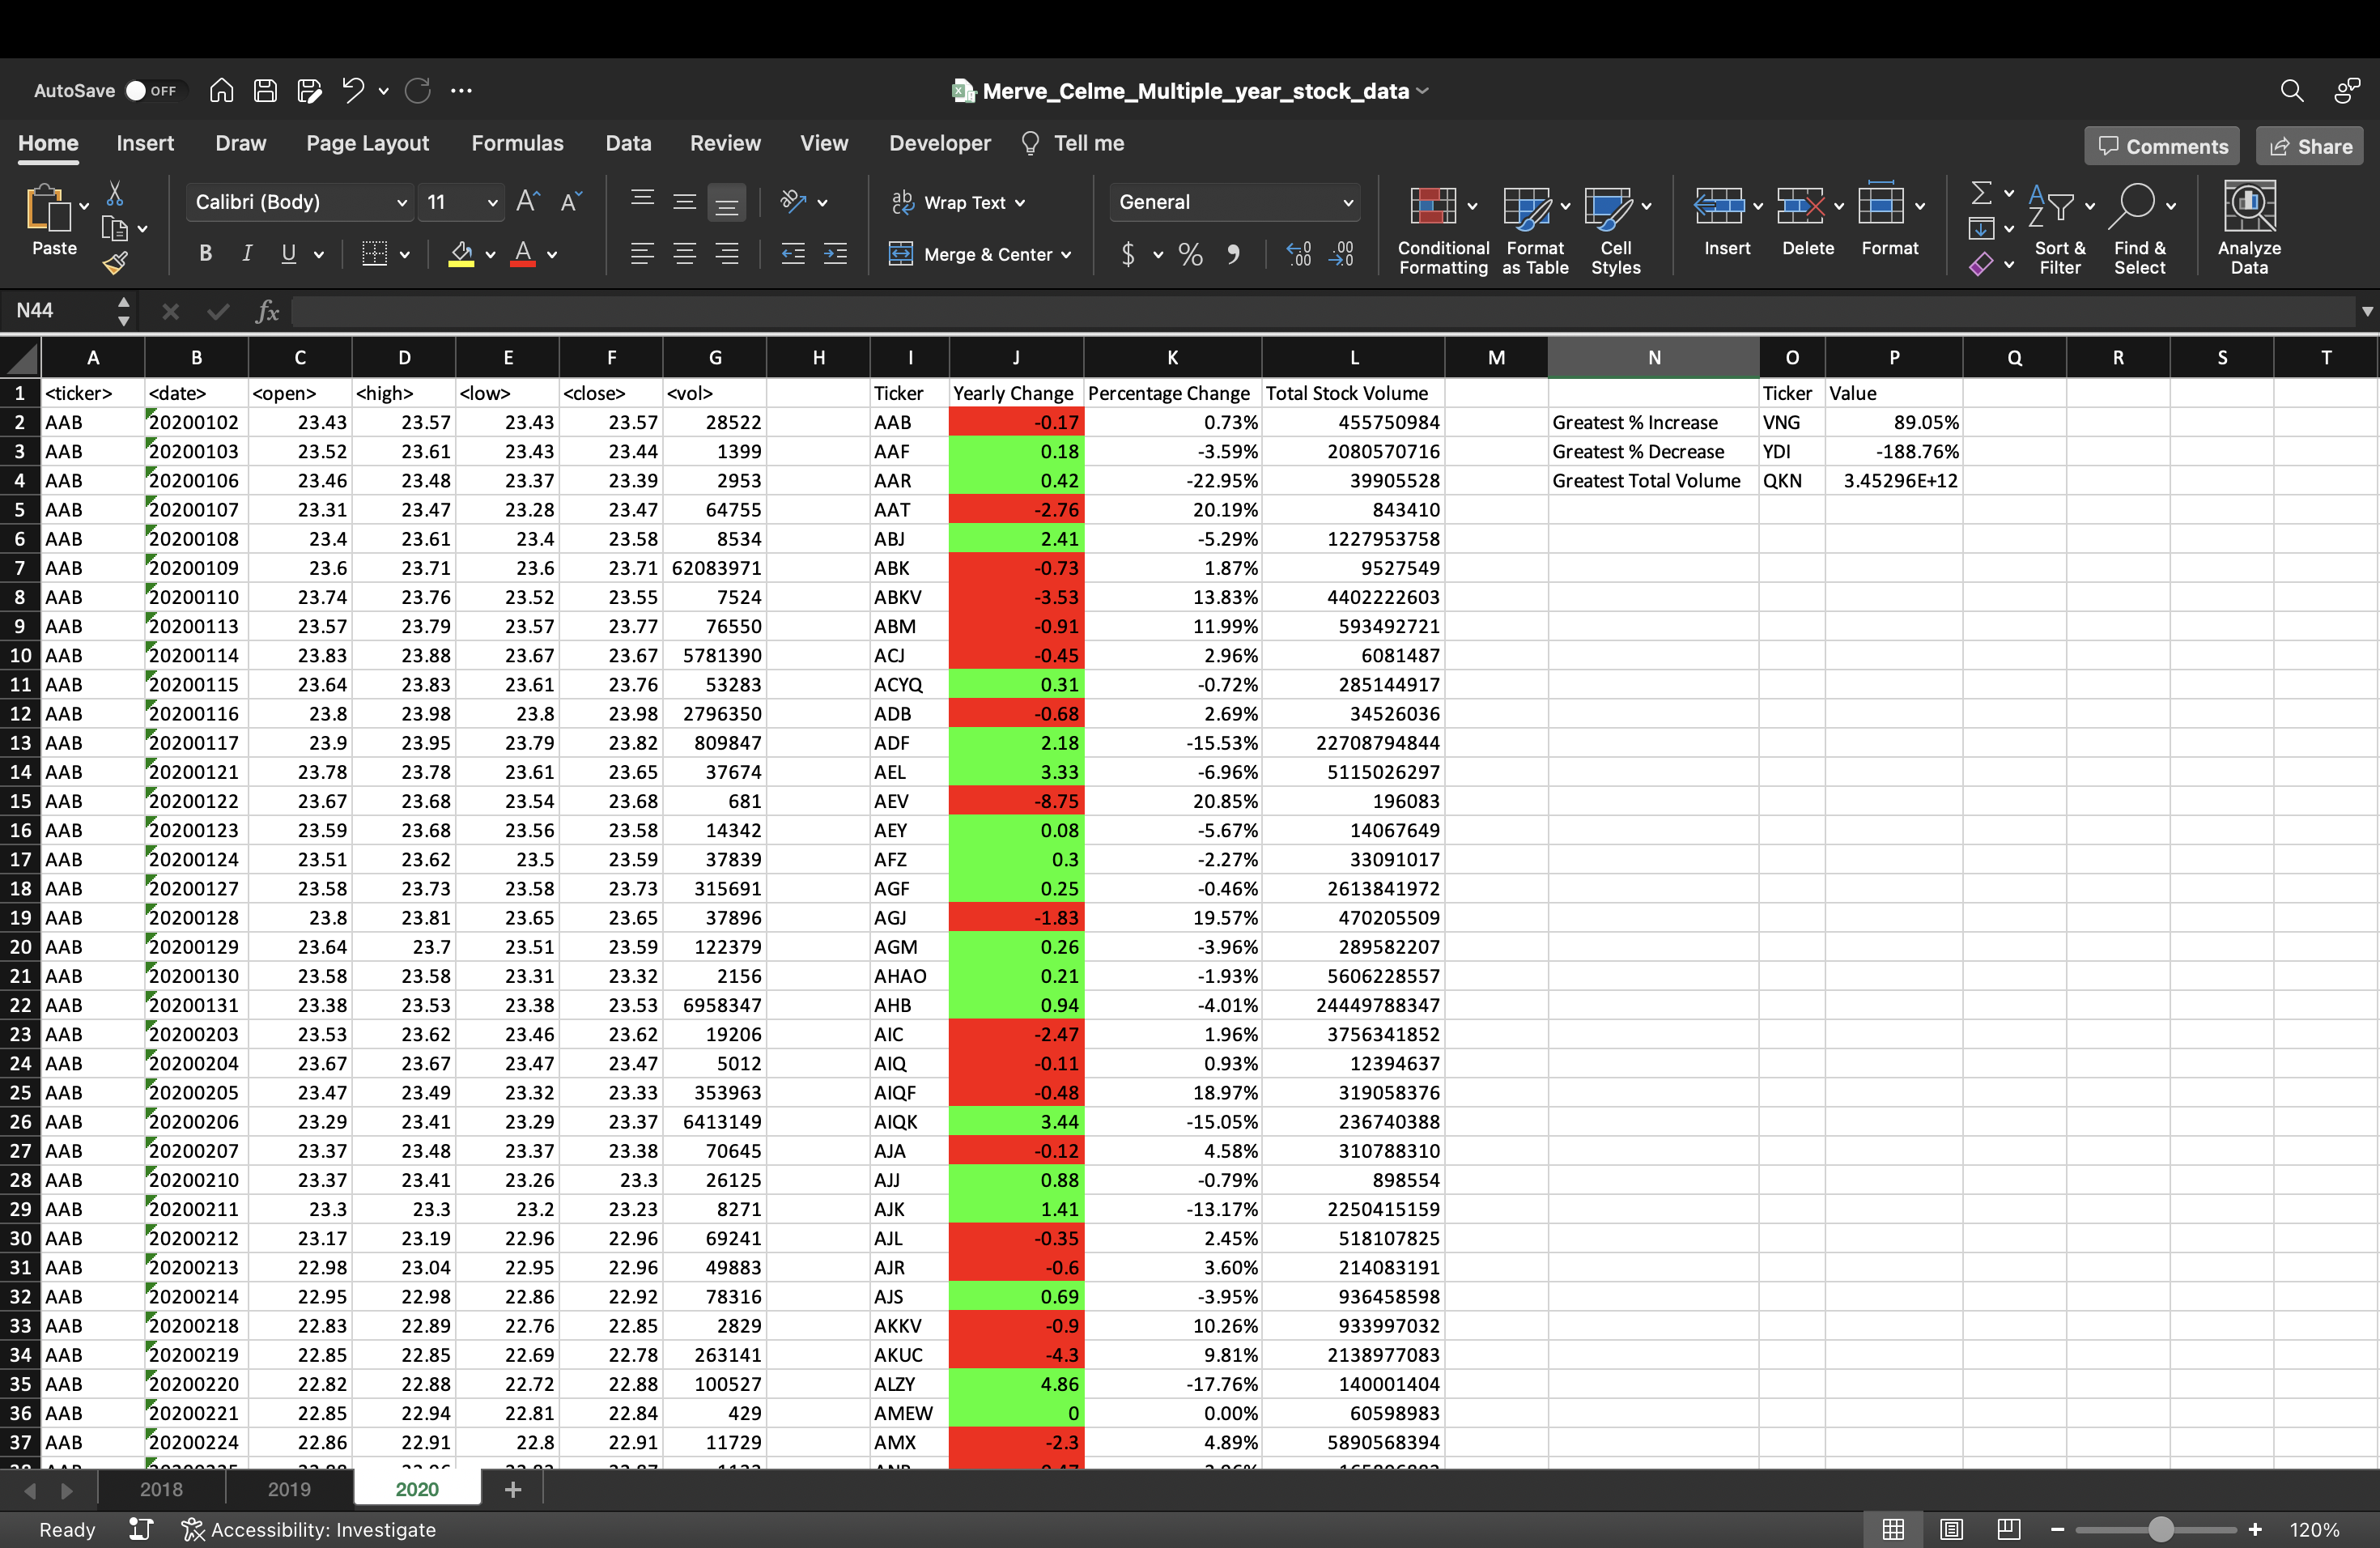 AutoSave OFF Merve_Celme_Multiple_year_stock_data
Home Insert Draw Page Layout Formulas Data Review View Developer Tell me Comments Share
Paste Calibri (Body) 11 Wrap Text General
B I U A Merge & Center $ % Conditional Formatting Format as Table Cell Styles Insert Delete Format Sort & Filter Find & Select Analyze Data
N44 fx
A B C D E F G H I J K L M N O P Q R S T
1 <ticker> <date> <open> <high> <low> <close> <vol> Ticker Yearly Change Percentage Change Total Stock Volume Ticker Value
2 AAB 20200102 23.43 23.57 23.43 23.57 28522 AAB -0.17 0.73% 455750984 Greatest % Increase VNG 89.05%
3 AAB 20200103 23.52 23.61 23.43 23.44 1399 AAF 0.18 -3.59% 2080570716 Greatest % Decrease YDI -188.76%
4 AAB 20200106 23.46 23.48 23.37 23.39 2953 AAR 0.42 -22.95% 39905528 Greatest Total Volume QKN 3.45296E+12
5 AAB 20200107 23.31 23.47 23.28 23.47 64755 AAT -2.76 20.19% 843410
6 AAB 20200108 23.4 23.61 23.4 23.58 8534 ABJ 2.41 -5.29% 1227953758
7 AAB 20200109 23.6 23.71 23.6 23.71 62083971 ABK -0.73 1.87% 9527549
8 AAB 20200110 23.74 23.76 23.52 23.55 7524 ABKV -3.53 13.83% 4402222603
9 AAB 20200113 23.57 23.79 23.57 23.77 76550 ABM -0.91 11.99% 593492721
10 AAB 20200114 23.83 23.88 23.67 23.67 5781390 ACJ -0.45 2.96% 6081487
11 AAB 20200115 23.64 23.83 23.61 23.76 53283 ACYQ 0.31 -0.72% 285144917
12 AAB 20200116 23.8 23.98 23.8 23.98 2796350 ADB -0.68 2.69% 34526036
13 AAB 20200117 23.9 23.95 23.79 23.82 809847 ADF 2.18 -15.53% 22708794844
14 AAB 20200121 23.78 23.78 23.61 23.65 37674 AEL 3.33 -6.96% 5115026297
15 AAB 20200122 23.67 23.68 23.54 23.68 681 AEV -8.75 20.85% 196083
16 AAB 20200123 23.59 23.68 23.56 23.58 14342 AEY 0.08 -5.67% 14067649
17 AAB 20200124 23.51 23.62 23.5 23.59 37839 AFZ 0.3 -2.27% 33091017
18 AAB 20200127 23.58 23.73 23.58 23.73 315691 AGF 0.25 -0.46% 2613841972
19 AAB 20200128 23.8 23.81 23.65 23.65 37896 AGJ -1.83 19.57% 470205509
20 AAB 20200129 23.64 23.7 23.51 23.59 122379 AGM 0.26 -3.96% 289582207
21 AAB 20200130 23.58 23.58 23.31 23.32 2156 AHAO 0.21 -1.93% 5606228557
22 AAB 20200131 23.38 23.53 23.38 23.53 6958347 AHB 0.94 -4.01% 24449788347
23 AAB 20200203 23.53 23.62 23.46 23.62 19206 AIC -2.47 1.96% 3756341852
24 AAB 20200204 23.67 23.67 23.47 23.47 5012 AIQ -0.11 0.93% 12394637
25 AAB 20200205 23.47 23.49 23.32 23.33 353963 AIQF -0.48 18.97% 319058376
26 AAB 20200206 23.29 23.41 23.29 23.37 6413149 AIQK 3.44 -15.05% 236740388
27 AAB 20200207 23.37 23.48 23.37 23.38 70645 AJA -0.12 4.58% 310788310
28 AAB 20200210 23.37 23.41 23.26 23.3 26125 AJJ 0.88 -0.79% 898554
29 AAB 20200211 23.3 23.3 23.2 23.23 8271 AJK 1.41 -13.17% 2250415159
30 AAB 20200212 23.17 23.19 22.96 22.96 69241 AJL -0.35 2.45% 518107825
31 AAB 20200213 22.98 23.04 22.95 22.96 49883 AJR -0.6 3.60% 214083191
32 AAB 20200214 22.95 22.98 22.86 22.92 78316 AJS 0.69 -3.95% 936458598
33 AAB 20200218 22.83 22.89 22.76 22.85 2829 AKKV -0.9 10.26% 933997032
34 AAB 20200219 22.85 22.85 22.69 22.78 263141 AKUC -4.3 9.81% 2138977083
35 AAB 20200220 22.82 22.88 22.72 22.88 100527 ALZY 4.86 -17.76% 140001404
36 AAB 20200221 22.85 22.94 22.81 22.84 429 AMEW 0 0.00% 60598983
37 AAB 20200224 22.86 22.91 22.8 22.91 11729 AMX -2.3 4.89% 5890568394
2018 2019 2020
Ready Accessibility: Investigate 120%